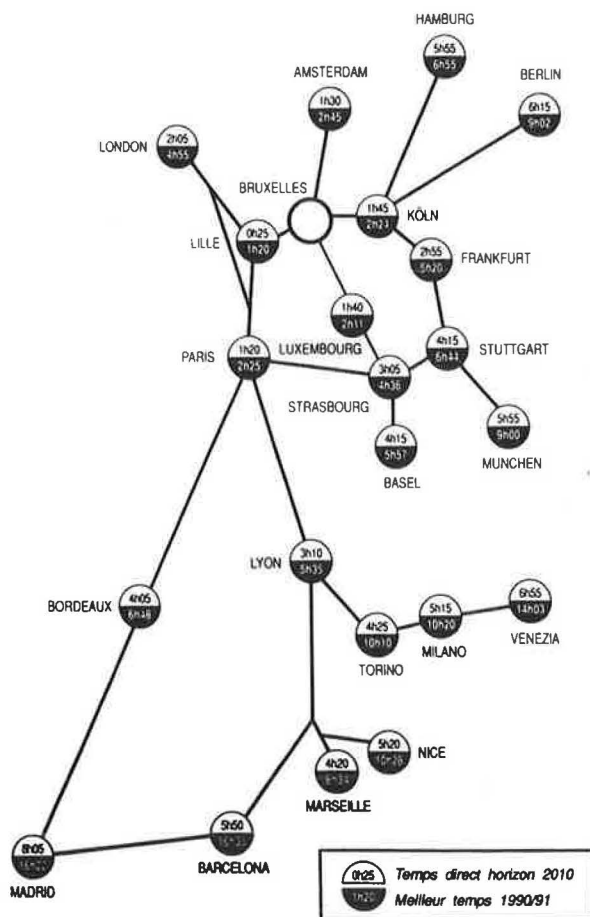 HAMBURG
5h55
6h55
AMSTERDAM
1h30
2h45
BERLIN
6h15
9h02
LONDON
2h05
4h55
BRUXELLES
KÖLN
1h45
2h24
LILLE
0h25
1h20
FRANKFURT
2h55
5h20
LUXEMBOURG
1h40
2h11
PARIS
1h20
2h25
STUTTGART
4h15
6h44
STRASBOURG
3h05
4h36
BASEL
4h15
5h57
MUNCHEN
5h55
9h00
LYON
3h10
5h35
BORDEAUX
4h05
6h48
TORINO
4h25
10h10
MILANO
5h15
10h20
VENEZIA
6h55
14h03
NICE
5h20
MARSEILLE
4h20
BARCELONA
5h50
MADRID
8h05
0h25 Temps direct horizon 2010
1h20 Meilleur temps 1990/91